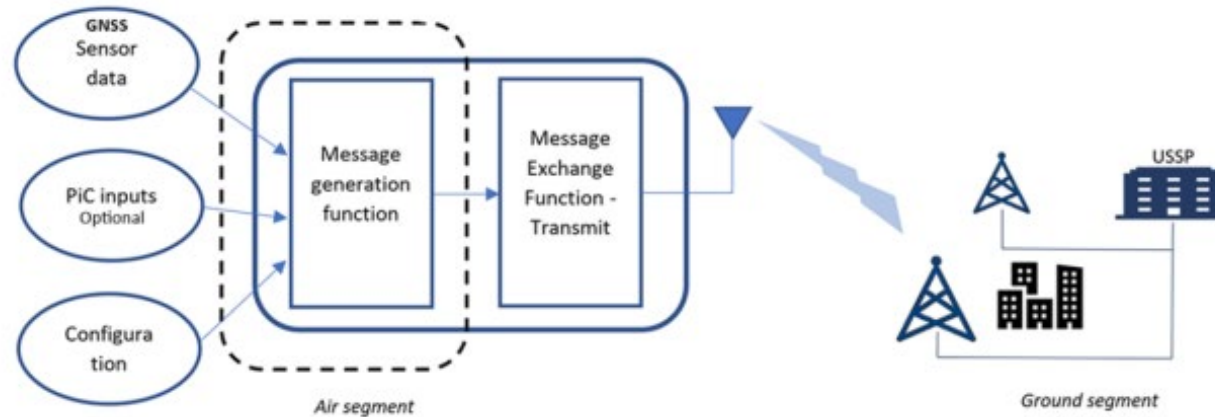 GNSS
Sensor
data
PiC inputs
Optional
Configura
tion
Message
generation
function
Message
Exchange
Function -
Transmit
USSP
Air segment
Ground segment